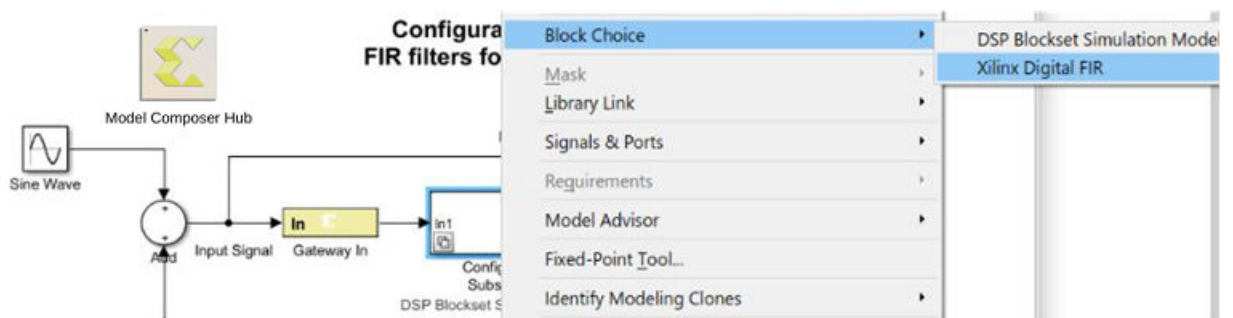 Configura
FIR filters fo
Model Composer Hub
Sine Wave
Add
Input Signal
In
Gateway In
In1
Config
Subs
DSP Blockset S
Block Choice
Mask
Library Link
Signals & Ports
Requirements
Model Advisor
Fixed-Point Tool...
Identify Modeling Clones
DSP Blockset Simulation Model
Xilinx Digital FIR